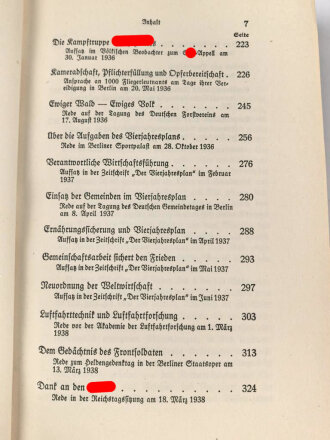 Inhalt 7
Seite
Die Kampftruppe . . . 223
Aufsatz im Völkischen Beobachter zum Appell am
30. Januar 1936
Kameradschaft, Pflichterfüllung und Opferbereitschaft . 226
Ansprache an 1000 Fliegerleutnants am Tage ihrer Ver-
eidigung in Berlin am 20. Mai 1936
Ewiger Wald — Ewiges Volk . . . . . . 245
Rede auf der Tagung des Deutschen Forstvereins am
17. August 1936
Über die Aufgaben des Vierjahresplans . . . . 256
Rede im Berliner Sportpalast am 28. Oktober 1936
Verantwortliche Wirtschaftsführung . . . . . 276
Aufsatz in der Zeitschrift „Der Vierjahresplan“ im Februar
1937
Einsatz der Gemeinden im Vierjahresplan . . . 280
Rede auf der Tagung des Deutschen Gemeindetages in Berlin
am 8. April 1937
Ernährungssicherung und Vierjahresplan . . . . 288
Aufsatz in der Zeitschrift „Der Vierjahresplan“ im April 1937
Gemeinschaftsarbeit sichert den Frieden . . . . 293
Aufsatz in der Zeitschrift „Der Vierjahresplan“ im Mai 1937
Neuordnung der Weltwirtschaft . . . . . . 297
Aufsatz in der Zeitschrift „Der Vierjahresplan“ im Juni 1937
Luftfahrttechnik und Luftfahrtforschung . . . . 303
Rede vor der Akademie der Luftfahrtforschung am 1. März
1938
Dem Gedächtnis des Frontsoldaten . . . . . 313
Rede zum Heldengedenktag in der Berliner Staatsoper am
13. März 1938
Dank an den . . . . . . . . 324
Rede in der Reichstagssitzung am 18. März 1938